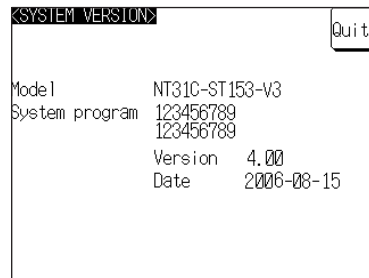 <SYSTEM VERSION>
Quit
Model NT31C-ST153-V3
System program 123456789
123456789
Version 4.00
Date 2006-08-15